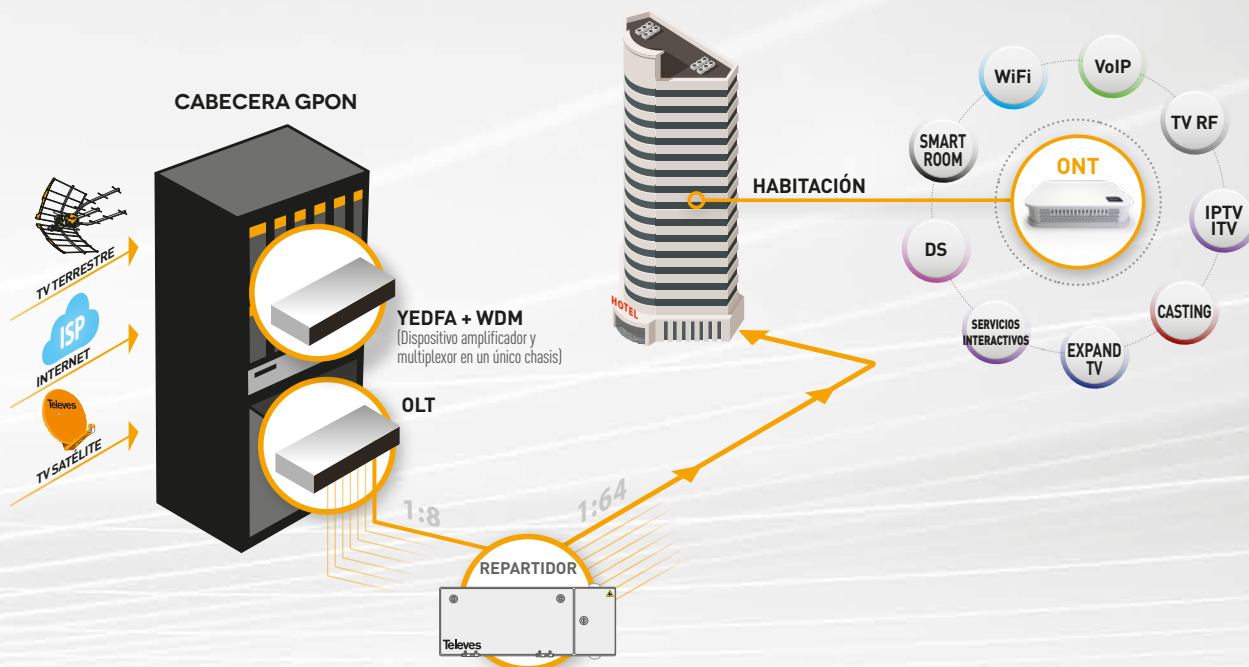 CABECERA GPON
TV TERRESTRE
ISP
INTERNET
Televes
TV SATÉLITE
YEDFA + WDM
(Dispositivo amplificador y
multiplexor en un único chasis)
OLT
1:8
1:64
REPARTIDOR
Televes
HOTEL
HABITACIÓN
ONT
WiFi
VoIP
TV RF
IPTV
ITV
CASTING
EXPAND
TV
SERVICIOS
INTERACTIVOS
DS
SMART
ROOM